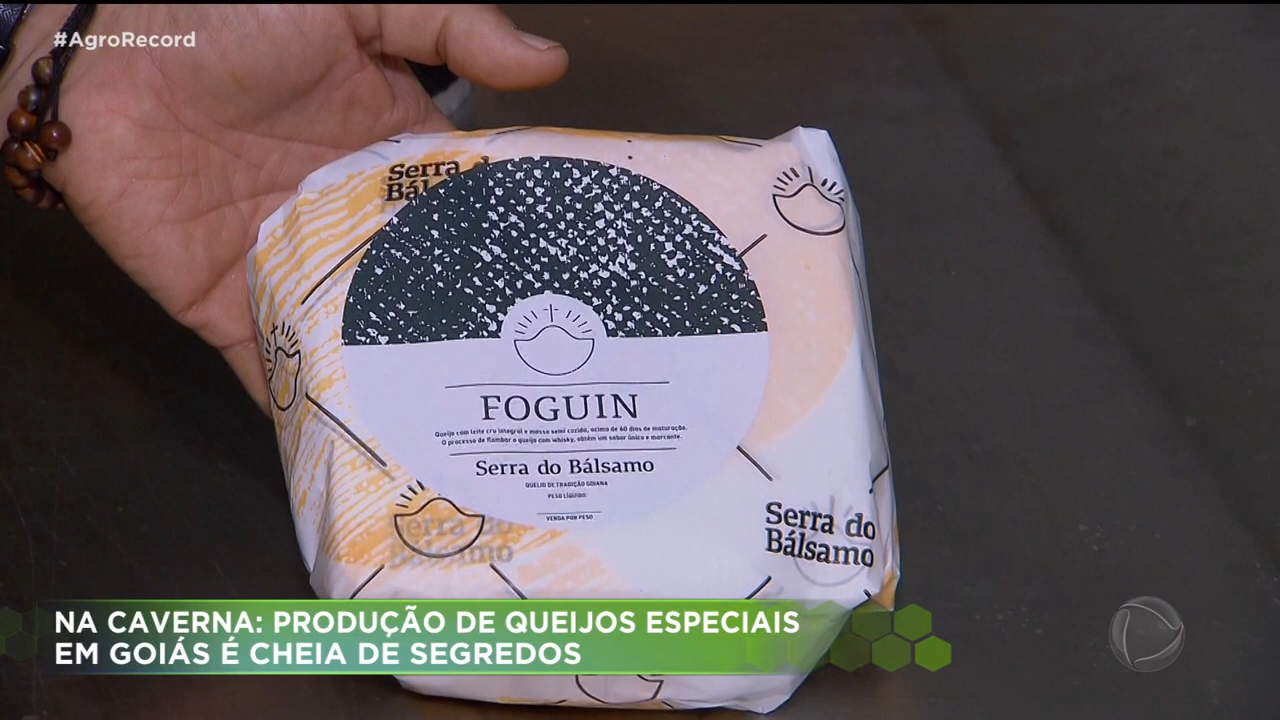 #AgroRecord
Serra d
Bál
FOGUIN
Queijo com leite cru integral e massa semi cozida, acima de 60 dias de maturação.
O processo de flambar o queijo com whisky, obtém um sabor único e marcante.
Serra do Bálsamo
QUEIJO DE TRADIÇÃO GOIANA
PESO LÍQUIDO:
VENDA POR PESO
Serra do
Bálsamo
Serra do
Bálsamo
NA CAVERNA: PRODUÇÃO DE QUEIJOS ESPECIAIS
EM GOIÁS É CHEIA DE SEGREDOS